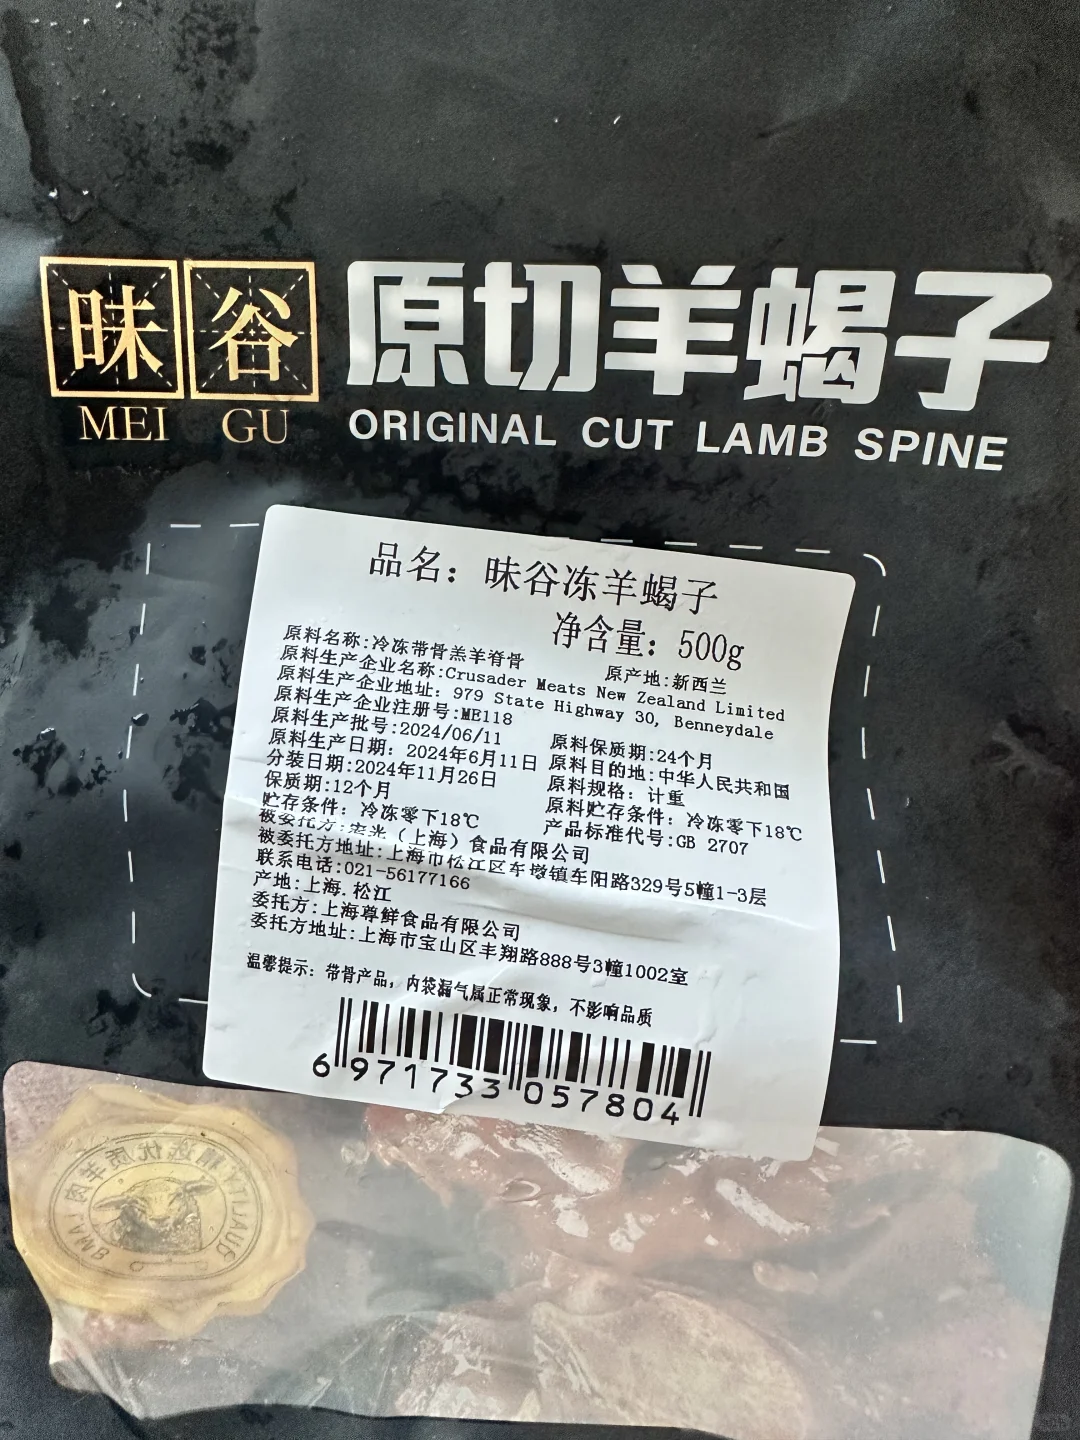 昧谷
MEI GU
原切羊蝎子
ORIGINAL CUT LAMB SPINE
品名：昧谷冻羊蝎子
净含量：500g
原料名称:冷冻带骨羔羊脊骨 原产地:新西兰
原料生产企业名称:Crusader Meats New Zealand Limited
原料生产企业地址：979 State Highway 30, Benneydale
原料生产企业注册号:ME118
原料生产批号:2024/06/11 原料保质期:24个月
原料生产日期：2024年6月11日 原料目的地:中华人民共和国
分装日期:2024年11月26日 原料规格：计重
保质期:12个月 原料贮存条件：冷冻零下18℃
贮存条件：冷冻零下18℃ 产品标准代号:GB 2707
被委托方:（上海）食品有限公司
被委托方地址:上海市松江区车墩镇车阳路329号5幢1-3层
联系电话:021-56177166
产地:上海.松江
委托方:上海尊鲜食品有限公司
委托方地址:上海市宝山区丰翔路888号3幢1002室
温馨提示：带骨产品，内袋漏气属正常现象，不影响品质
6 971733 057804
精选优质羊肉
QUALITY LAMB